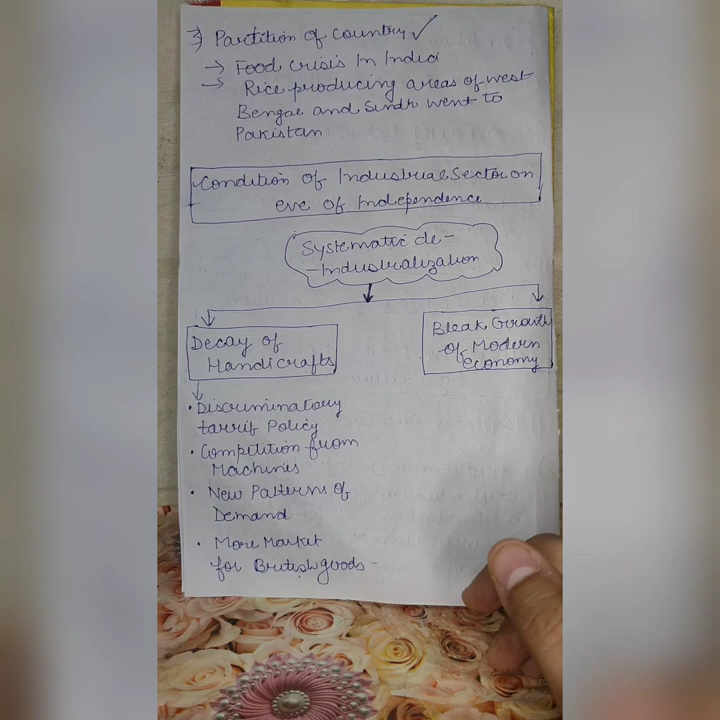 3) Partition of Country ✓
→ Food crisis In India
→ Rice producing areas of west
Bengal and Sindh went to
Pakistan
Condition of Industrial Sector on
eve of Independence
Systematic de-
-Industrialization
Decay of
Handicrafts
Bleak Growth
of Modern
economy
• Discriminatory
tarrif Policy
• Competition from
Machines
• New Patterns of
Demand
• More Market
for British goods -